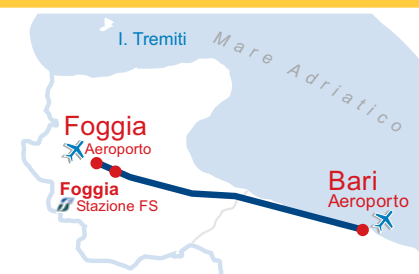 I. Tremiti
Mare Adriatico
Foggia
Aeroporto
Foggia
Stazione FS
Bari
Aeroporto